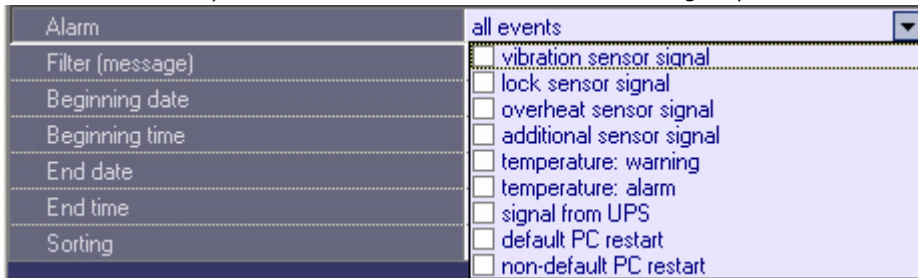 Alarm
all events
Filter (message)
vibration sensor signal
lock sensor signal
Beginning date
overheat sensor signal
Beginning time
additional sensor signal
End date
temperature: warning
temperature: alarm
End time
signal from UPS
Sorting
default PC restart
non-default PC restart